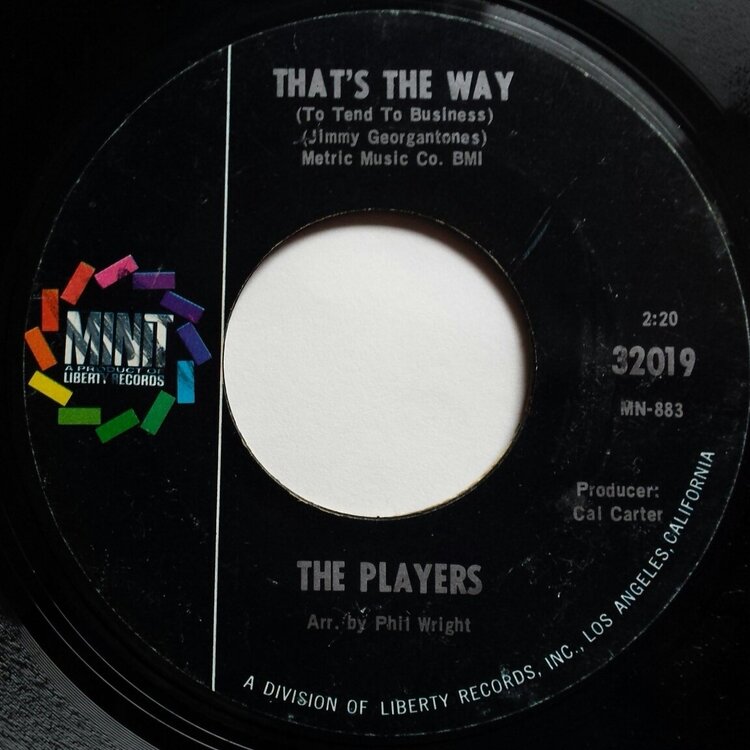 THAT'S THE WAY
(To Tend To Business)
(Jimmy Georgantones)
Metric Music Co. BMI
MINIT
A PRODUCT OF
LIBERTY RECORDS
2:20
32019
MN-883
Producer:
Cal Carter
THE PLAYERS
Arr. by Phil Wright
A DIVISION OF LIBERTY RECORDS, INC., LOS ANGELES, CALIFORNIA